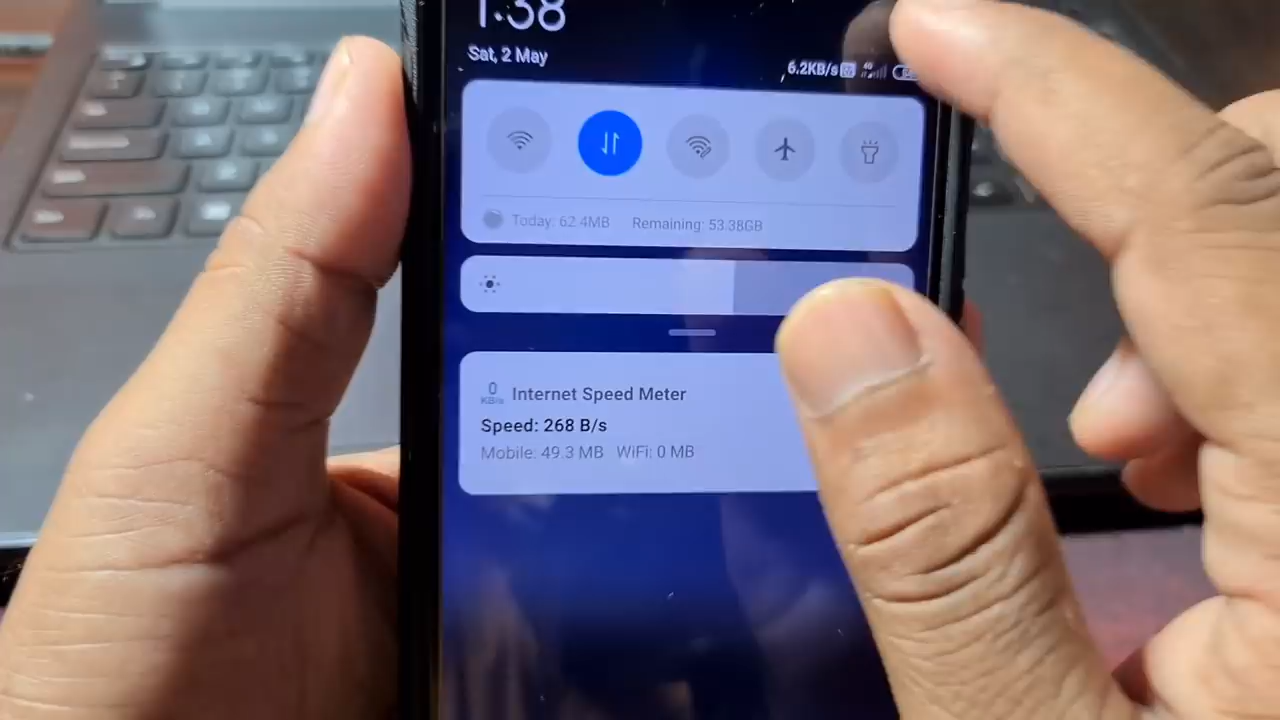 1:38
Sat, 2 May
6.2KB/s
4G
Today: 62.4MB Remaining: 53.38GB
0
KB/s
Internet Speed Meter
Speed: 268 B/s
Mobile: 49.3 MB WiFi: 0 MB